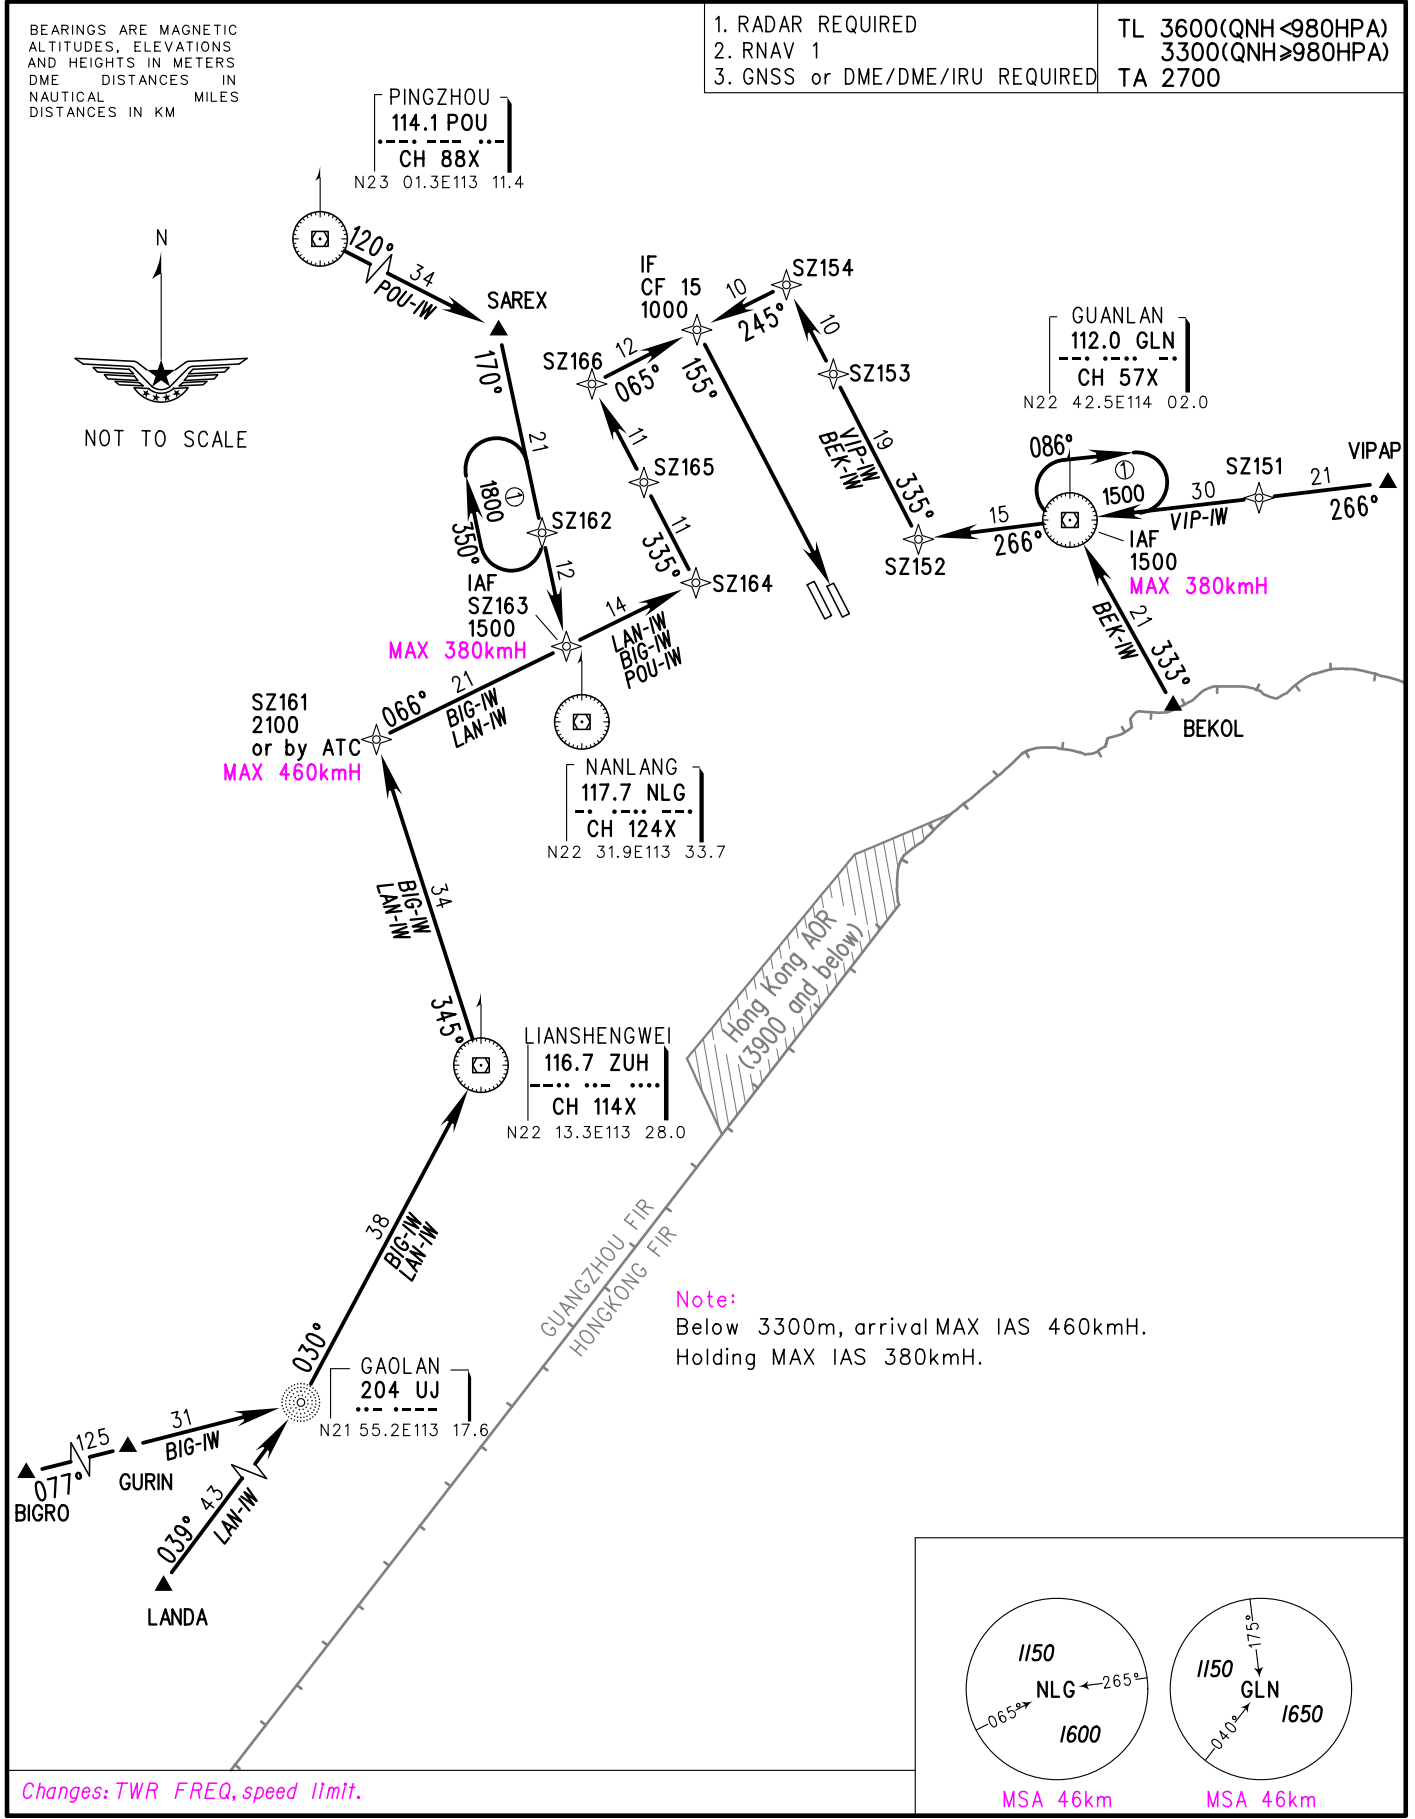 BEARINGS ARE MAGNETIC
ALTITUDES, ELEVATIONS
AND HEIGHTS IN METERS
DME DISTANCES IN
NAUTICAL MILES
DISTANCES IN KM
1. RADAR REQUIRED
2. RNAV 1
3. GNSS or DME/DME/IRU REQUIRED
TL 3600(QNH<980HPA)
3300(QNH≥980HPA)
TA 2700
PINGZHOU
114.1 POU
CH 88X
N23 01.3E113 11.4
N
NOT TO SCALE
120°
34
POU-IW
SAREX
170°
21
1
1800
350°
SZ162
12
IAF
SZ163
1500
MAX 380kmH
IF
CF 15
1000
SZ166
12
065°
11
SZ165
11
335°
SZ164
14
LAN-IW
BIG-IW
POU-IW
155°
10
245°
SZ154
10
SZ153
19
VIP-IW
BEK-IW
335°
SZ152
15
266°
GUANLAN
112.0 GLN
CH 57X
N22 42.5E114 02.0
086°
1
1500
IAF
1500
MAX 380kmH
30
VIP-IW
SZ151
21
266°
VIPAP
21
BEK-IW
333°
BEKOL
SZ161
2100
or by ATC
MAX 460kmH
066°
21
BIG-IW
LAN-IW
NANLANG
117.7 NLG
CH 124X
N22 31.9E113 33.7
34
BIG-IW
LAN-IW
345°
LIANSHENGWEI
116.7 ZUH
CH 114X
N22 13.3E113 28.0
Hong Kong AOR
(3900 and below)
38
BIG-IW
LAN-IW
030°
GUANGZHOU FIR
HONGKONG FIR
Note:
Below 3300m, arrival MAX IAS 460kmH.
Holding MAX IAS 380kmH.
GAOLAN
204 UJ
N21 55.2E113 17.6
31
BIG-IW
125
077°
GURIN
BIGRO
43
LAN-IW
039°
LANDA
1150
NLG
265°
065°
1600
MSA 46km
175°
1150
GLN
1650
040°
MSA 46km
Changes: TWR FREQ, speed limit.